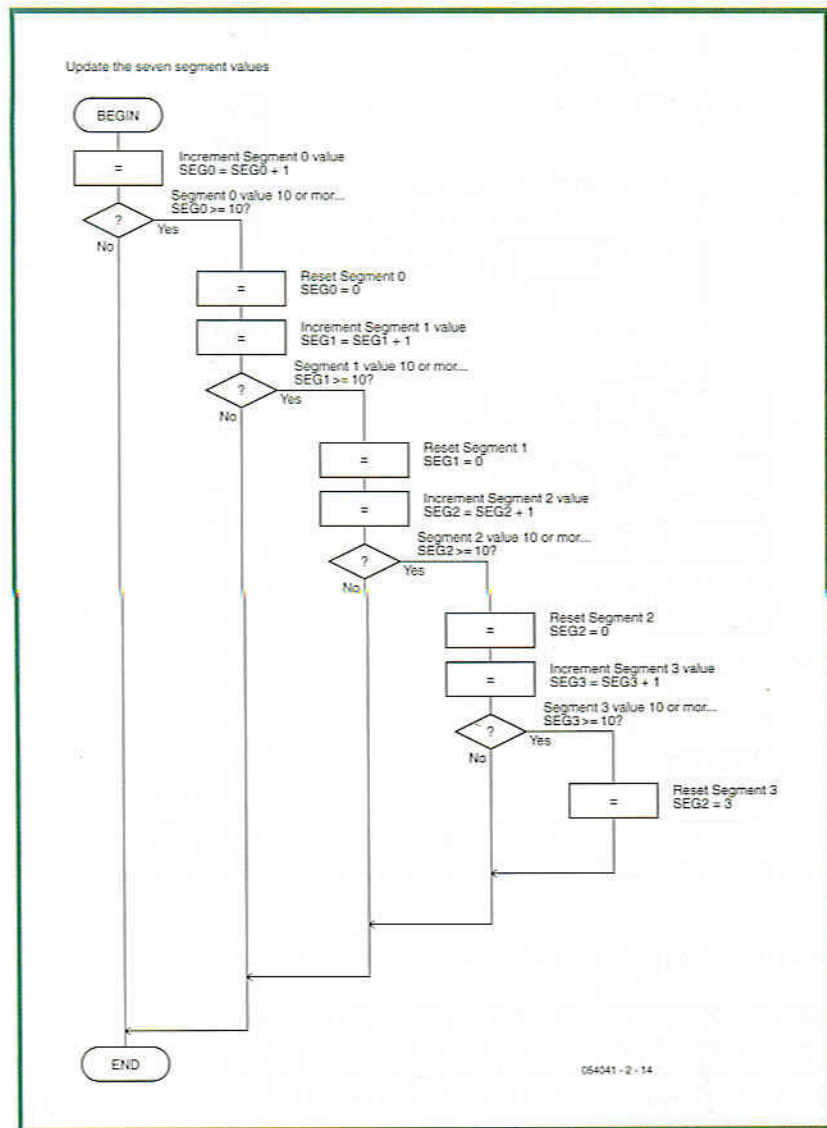 Update the seven segment values
BEGIN
=
Increment Segment 0 value
SEG0 = SEG0 + 1
Segment 0 value 10 or mor...
SEG0 >= 10?
?
Yes
No
=
Reset Segment 0
SEG0 = 0
=
Increment Segment 1 value
SEG1 = SEG1 + 1
Segment 1 value 10 or mor...
SEG1 >= 10?
?
Yes
No
=
Reset Segment 1
SEG1 = 0
=
Increment Segment 2 value
SEG2 = SEG2 + 1
Segment 2 value 10 or mor...
SEG2 >= 10?
?
Yes
No
=
Reset Segment 2
SEG2 = 0
=
Increment Segment 3 value
SEG3 = SEG3 + 1
Segment 3 value 10 or mor...
SEG3 >= 10?
?
Yes
No
=
Reset Segment 3
SEG2 = 3
END
054041 - 2 - 14